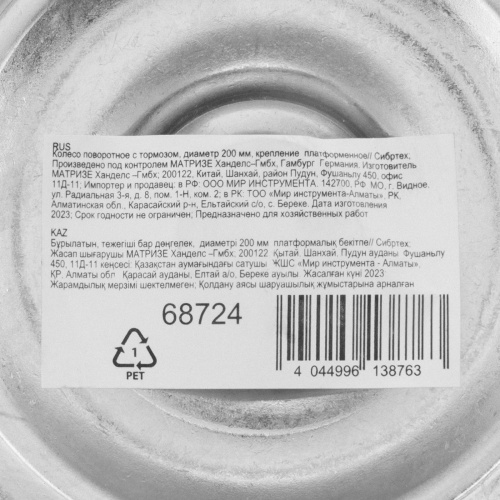 RUS
Колесо поворотное с тормозом, диаметр 200 мм, крепление  платформенное// Сибртех;
Произведено под контролем МАТРИЗЕ Ханделс–Гмбх, Гамбург  Германия. Изготовитель
МАТРИЗЕ Ханделс –Гмбх; 200122, Китай. Шанхай, район Пудун, Фушаньлу 450. офис
11Д-11; Импортер и продавец: в РФ: ООО МИР ИНСТРУМЕНТА. 142700, РФ  МО, г. Видное,
ул. Радиальная 3-я, д. 8, пом. 1-Н, ком. 2; в РК: ТОО «Мир инструмента-Алматы». РК,
Алматинская обл., Карасайский р-н, Ельтайский с/о, с. Береке. Дата изготовления
2023; Срок годности не ограничен; Предназначено для хозяйственных работ
KAZ
Бұрылатын, тежегіші бар дөңгелек,  диаметрі 200 мм  платформалық бекітпе// Сибртех.
Өнім шығарушы МАТРИЗЕ Ханделс –Гмбх. 200122  Қытай. Шанхай. Пудун ауданы  Фушаньлу
450, 11Д-11 кеңсесі. Қазақстан аумағындағы сатушы  ЖШС «Мир инструмента - Алматы».
ҚР. Алматы обл   Қарасай ауданы, Елтай а/о, Береке ауылы  Жасалған күні 2023
Жарамдылық мерзімі шектелмеген; Қолдану аясы шаруашылық жұмыстарына арналған
68724
1
PET
4 044996 138763